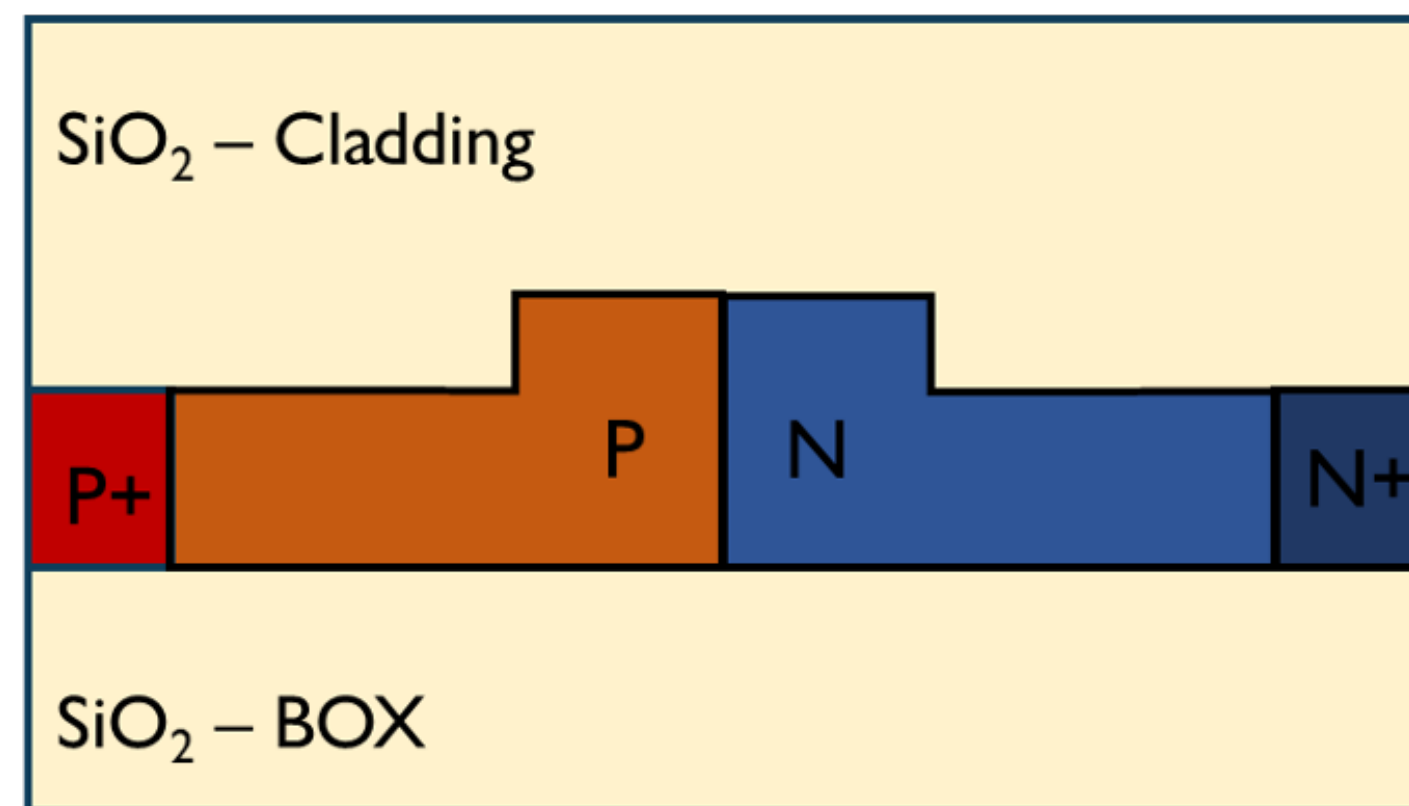 SiO₂ – Cladding
P
N
P+
N+
SiO₂ – BOX